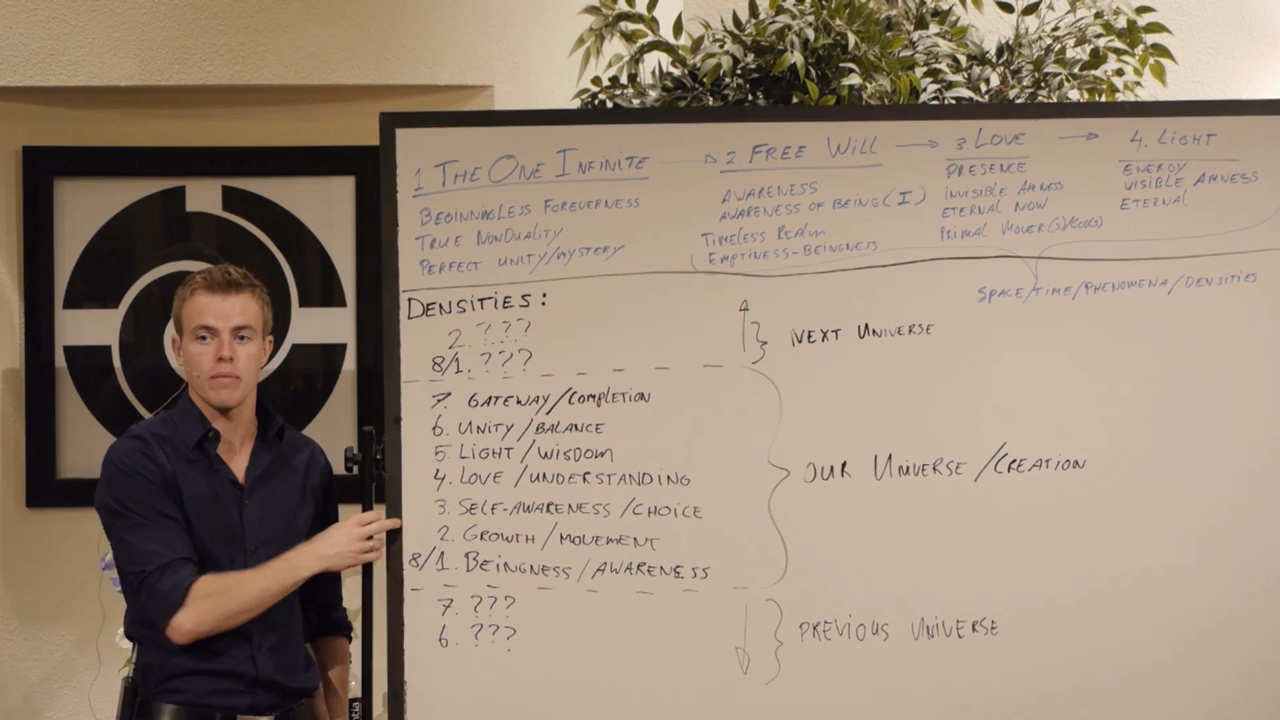 1 THE ONE INFINITE → 2 FREE WILL → 3 LOVE → 4. LIGHT
BEGINNINGLESS FOREVERNESS
TRUE NONDUALITY
PERFECT UNITY/MYSTERY
AWARENESS
AWARENESS OF BEING (I)
TIMELESS REALM
EMPTINESS-BEINGNESS
PRESENCE
INVISIBLE AMNESS
ETERNAL NOW
PRIMAL MOVER(S)/GOD(S)
ENERGY
VISIBLE AMNESS
ETERNAL
SPACE/TIME/PHENOMENA/DENSITIES
DENSITIES:
2. ???
8/1. ???
NEXT UNIVERSE
7. GATEWAY/COMPLETION
6. UNITY/BALANCE
5. LIGHT/WISDOM
4. LOVE/UNDERSTANDING
3. SELF-AWARENESS/CHOICE
2. GROWTH/MOVEMENT
8/1. BEINGNESS/AWARENESS
OUR UNIVERSE/CREATION
7. ???
6. ???
PREVIOUS UNIVERSE